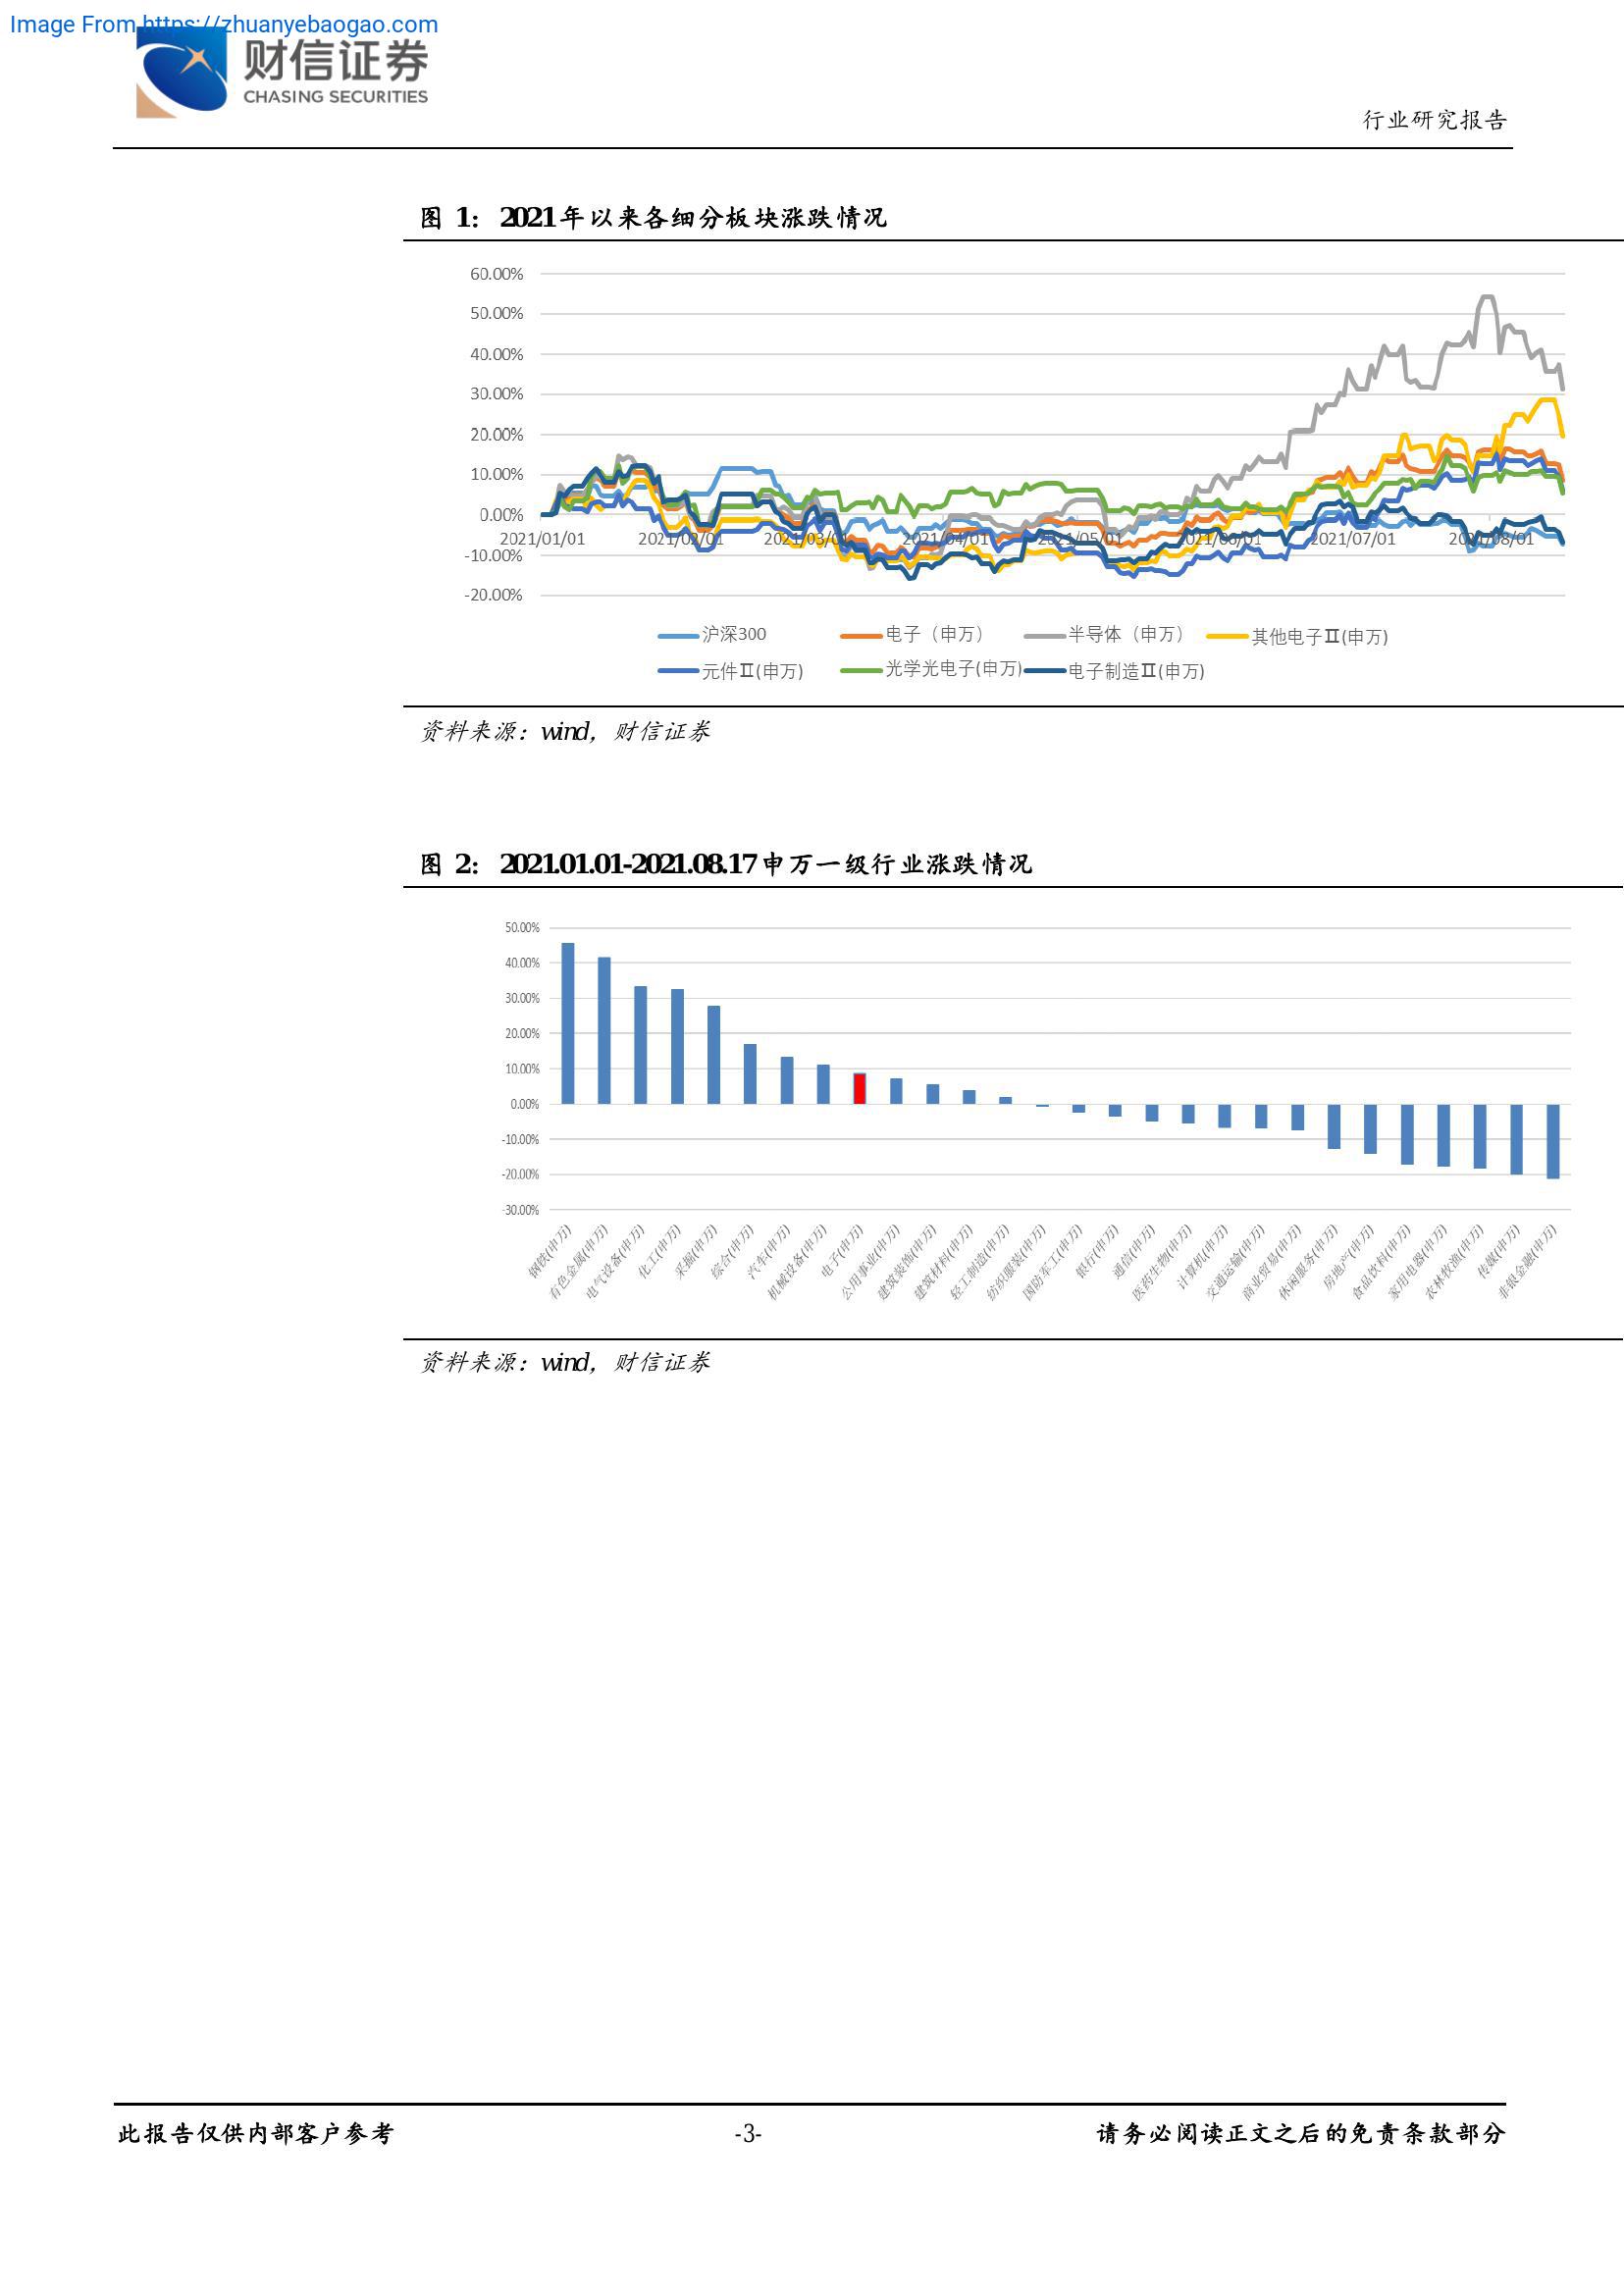 Image From https://zhuanyebaogao.com
财信证券
CHASING SECURITIES
行业研究报告
图 1： 2021 年以来各细分板块涨跌情况
60.00%
50.00%
40.00%
30.00%
20.00%
10.00%
0.00%
-10.00%
-20.00%
2021/01/01 2021/02/01 2021/03/01 2021/04/01 2021/05/01 2021/06/01 2021/07/01 2021/08/01
沪深300 电子（申万） 半导体（申万） 其他电子Ⅱ(申万)
元件Ⅱ(申万) 光学光电子(申万) 电子制造Ⅱ(申万)
资料来源：wind，财信证券
图 2： 2021.01.01-2021.08.17 申万一级行业涨跌情况
50.00%
40.00%
30.00%
20.00%
10.00%
0.00%
-10.00%
-20.00%
-30.00%
钢铁(申万)
有色金属(申万)
电气设备(申万)
化工(申万)
采掘(申万)
综合(申万)
汽车(申万)
机械设备(申万)
电子(申万)
公用事业(申万)
建筑装饰(申万)
建筑材料(申万)
轻工制造(申万)
纺织服装(申万)
国防军工(申万)
银行(申万)
通信(申万)
医药生物(申万)
计算机(申万)
交通运输(申万)
商业贸易(申万)
休闲服务(申万)
房地产(申万)
食品饮料(申万)
家用电器(申万)
农林牧渔(申万)
传媒(申万)
非银金融(申万)
资料来源：wind，财信证券
此报告仅供内部客户参考 -3- 请务必阅读正文之后的免责条款部分